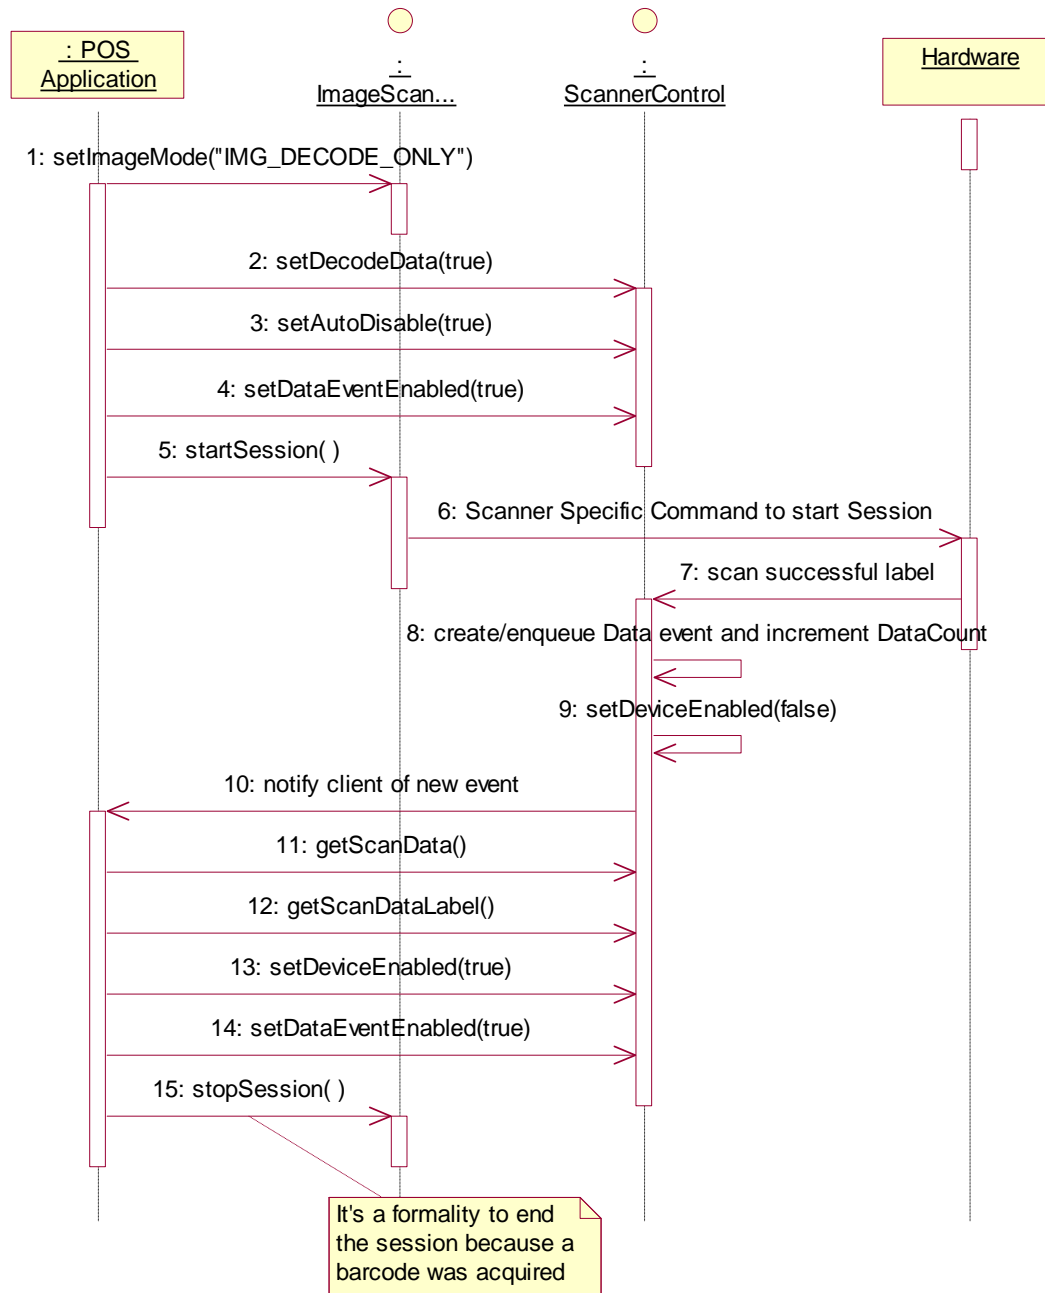 : POS
Application
:
ImageScan...
:
ScannerControl
Hardware
1: setImageMode("IMG_DECODE_ONLY")
2: setDecodeData(true)
3: setAutoDisable(true)
4: setDataEventEnabled(true)
5: startSession( )
6: Scanner Specific Command to start Session
7: scan successful label
8: create/enqueue Data event and increment DataCount
9: setDeviceEnabled(false)
10: notify client of new event
11: getScanData()
12: getScanDataLabel()
13: setDeviceEnabled(true)
14: setDataEventEnabled(true)
15: stopSession( )
It's a formality to end
the session because a
barcode was acquired